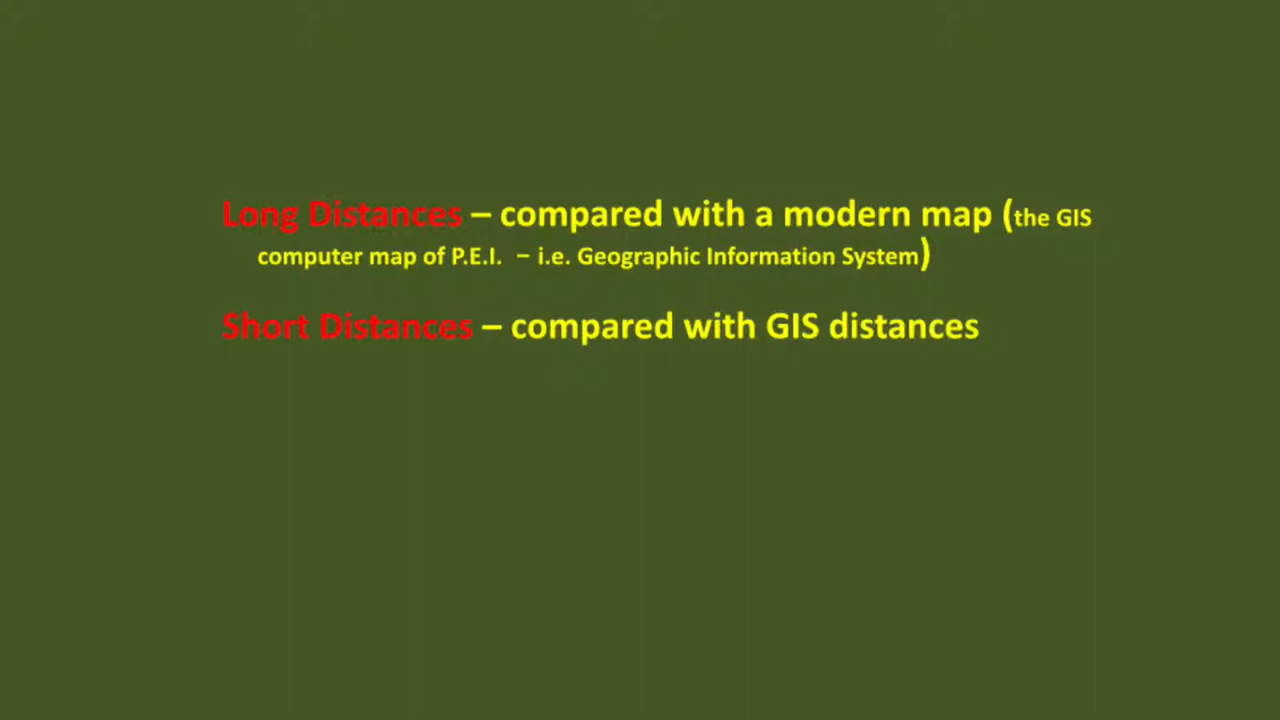 Long Distances – compared with a modern map (the GIS
computer map of P.E.I. – i.e. Geographic Information System)
Short Distances – compared with GIS distances